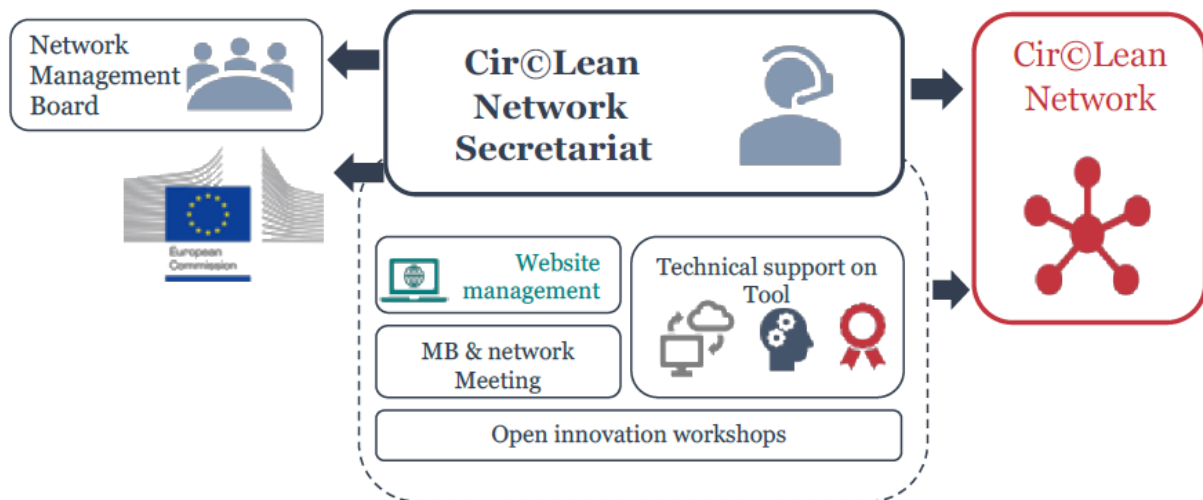 Network
Management
Board
Cir©Lean
Network
Secretariat
Cir©Lean
Network
European
Commission
Website
management
Technical support on
Tool
MB & network
Meeting
Open innovation workshops